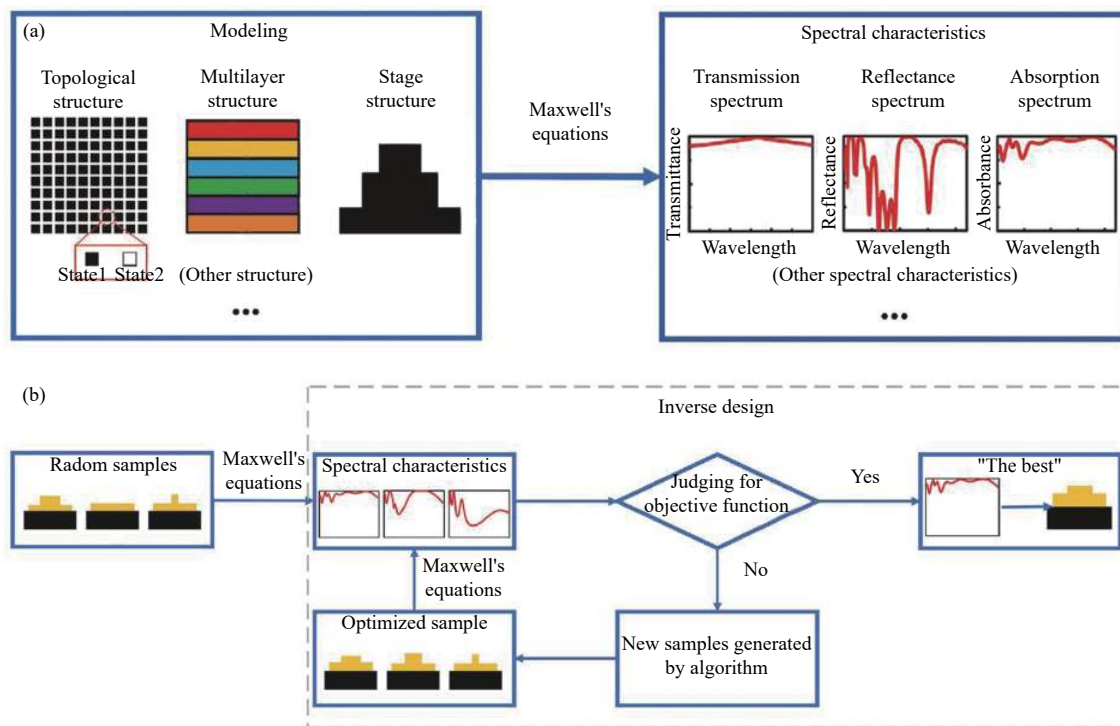 (a)
Modeling
Topological
structure
Multilayer
structure
Stage
structure
State1
State2
(Other structure)
•••
Maxwell's
equations
Spectral characteristics
Transmission
spectrum
Reflectance
spectrum
Absorption
spectrum
Transmittance
Wavelength
Reflectance
Wavelength
Absorbance
Wavelength
(Other spectral characteristics)
•••
(b)
Inverse design
Radom samples
Maxwell's
equations
Spectral characteristics
Judging for
objective function
Yes
"The best"
No
Maxwell's
equations
Optimized sample
New samples generated
by algorithm